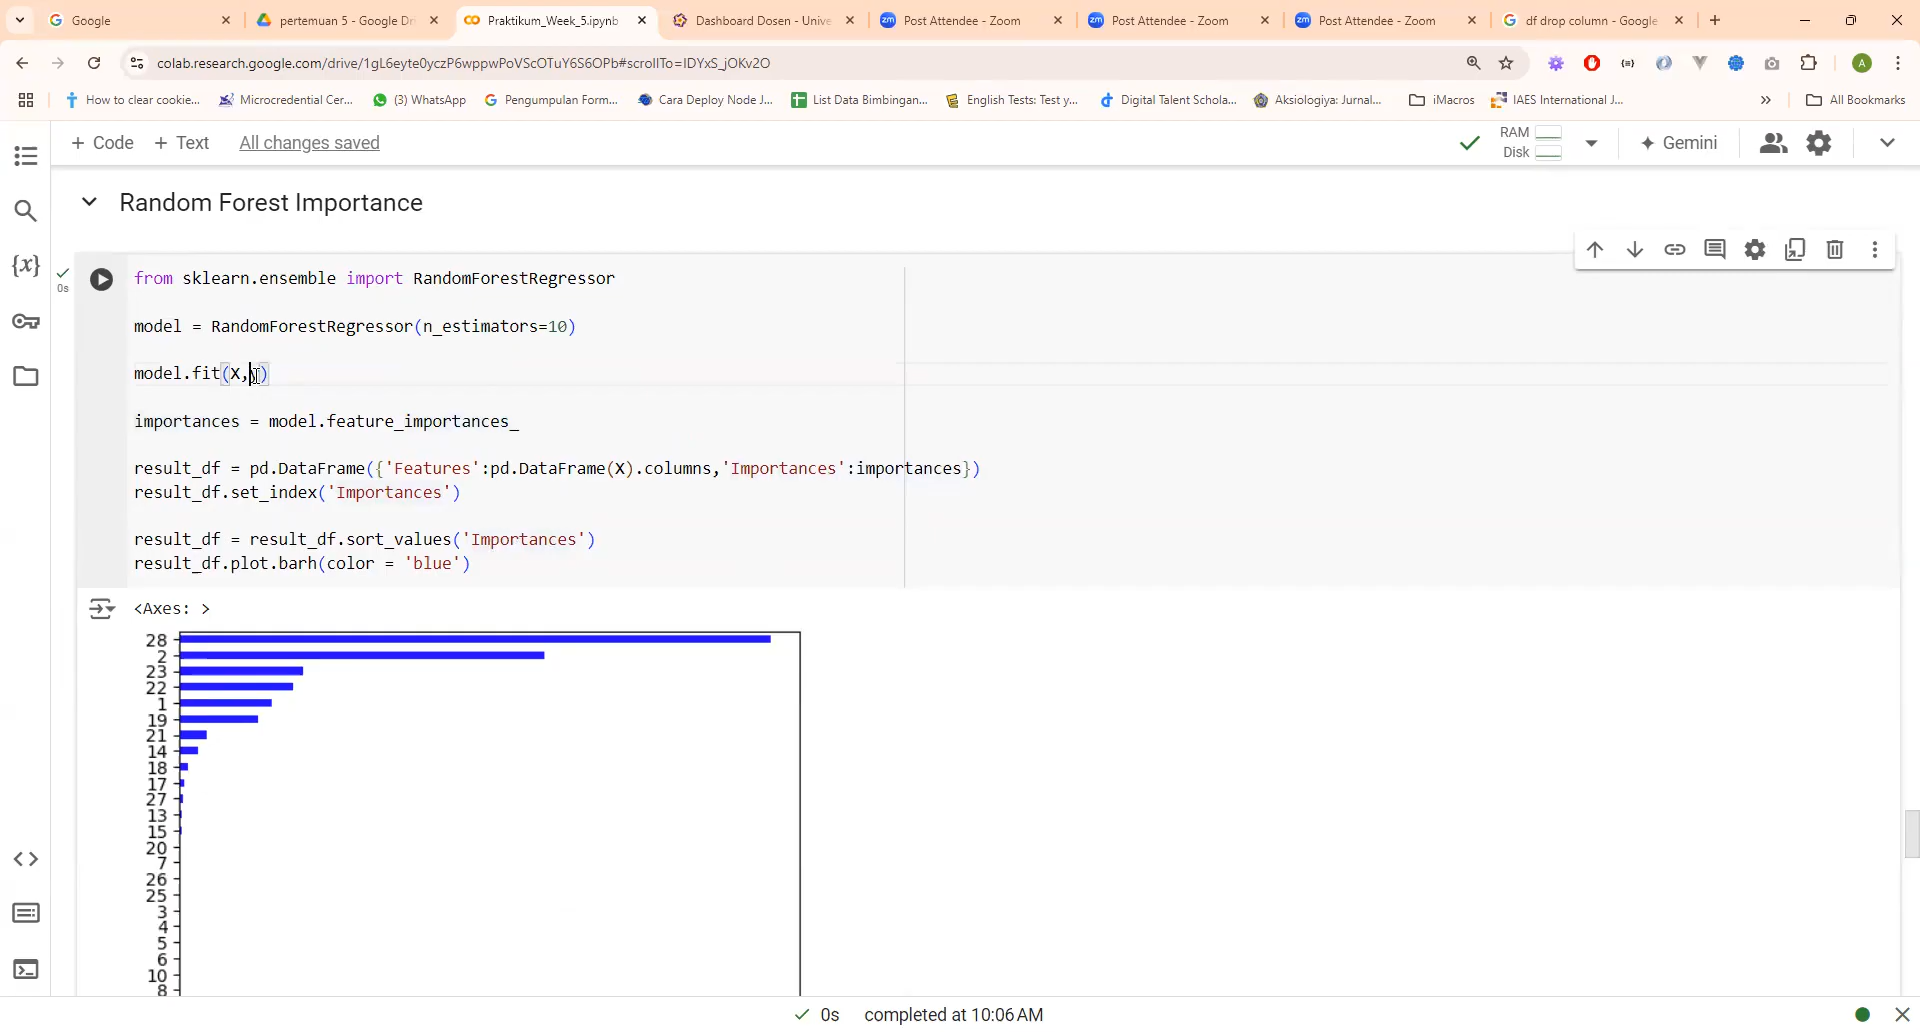 Google
pertemuan 5 - Google Dr
Praktikum_Week_5.ipynb
Dashboard Dosen - Unive
Post Attendee - Zoom
Post Attendee - Zoom
Post Attendee - Zoom
df drop column - Google
colab.research.google.com/drive/1gL6eyte0yczP6wppwPoVScOTuY6S6OPb#scrollTo=IDYxS_jOKv2O
A
How to clear cookie...
Microcredential Cer...
(3) WhatsApp
Pengumpulan Form...
Cara Deploy Node J...
List Data Bimbingan...
English Tests: Test y...
Digital Talent Schola...
Aksiologiya: Jurnal...
iMacros
IAES International J...
All Bookmarks
+ Code
+ Text
All changes saved
RAM
Disk
Gemini
Random Forest Importance
0s
from sklearn.ensemble import RandomForestRegressor
model = RandomForestRegressor(n_estimators=10)
model.fit(X,y)
importances = model.feature_importances_
result_df = pd.DataFrame({'Features':pd.DataFrame(X).columns,'Importances':importances})
result_df.set_index('Importances')
result_df = result_df.sort_values('Importances')
result_df.plot.barh(color = 'blue')
<Axes: >
28
2
23
22
1
19
21
14
18
17
27
13
15
20
7
26
25
3
4
5
6
10
8
0s completed at 10:06 AM